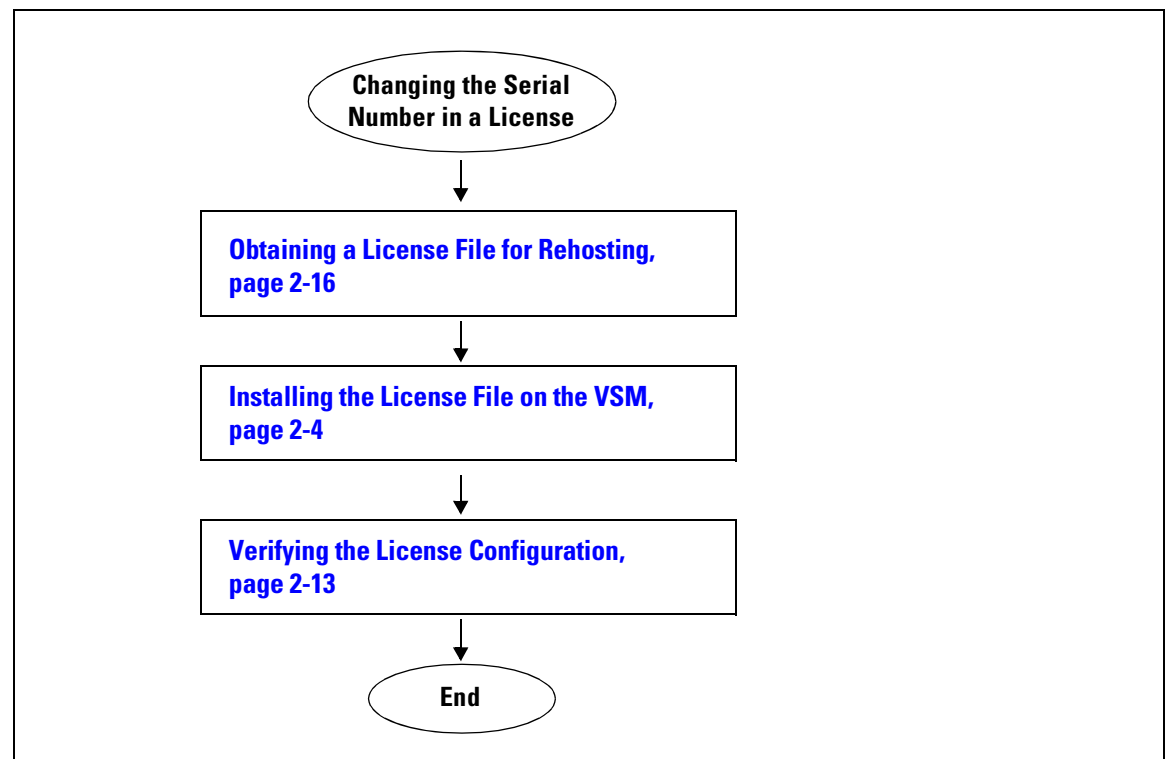 Changing the Serial
Number in a License
Obtaining a License File for Rehosting,
page 2-16
Installing the License File on the VSM,
page 2-4
Verifying the License Configuration,
page 2-13
End